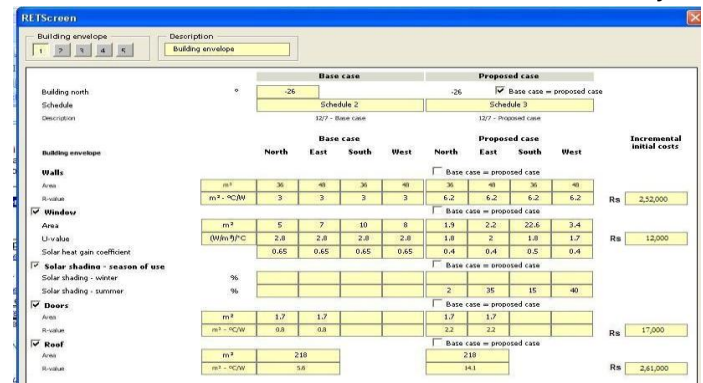 RETScreen
Building envelope Description
1 2 3 4 5 Building envelope
Base case Proposed case
Building north ° -26 -26 Base case = proposed case
Schedule Schedule 2 Schedule 3
Description 12/7 - Base case 12/7 - Proposed case
Base case Proposed case Incremental initial costs
Building envelope North East South West North East South West
Walls Base case = proposed case
Area m² 36 48 36 48 36 48 36 48
R-value m² - ºC/W 3 3 3 3 6.2 6.2 6.2 6.2 Rs 2,52,000
Window Base case = proposed case
Area m² 5 7 10 8 1.9 2.2 22.6 3.4
U-value (W/m²)/°C 2.8 2.8 2.8 2.8 1.8 2 1.8 1.7 Rs 12,000
Solar heat gain coefficient 0.65 0.65 0.65 0.65 0.4 0.4 0.5 0.4
Solar shading - season of use Base case = proposed case
Solar shading - winter %
Solar shading - summer % 2 35 15 40
Doors Base case = proposed case
Area m² 1.7 1.7 1.7 1.7
R-value m² - ºC/W 0.8 0.8 2.2 2.2 Rs 17,000
Roof Base case = proposed case
Area m² 218 218
R-value m² - ºC/W 5.6 14.1 Rs 2,61,000